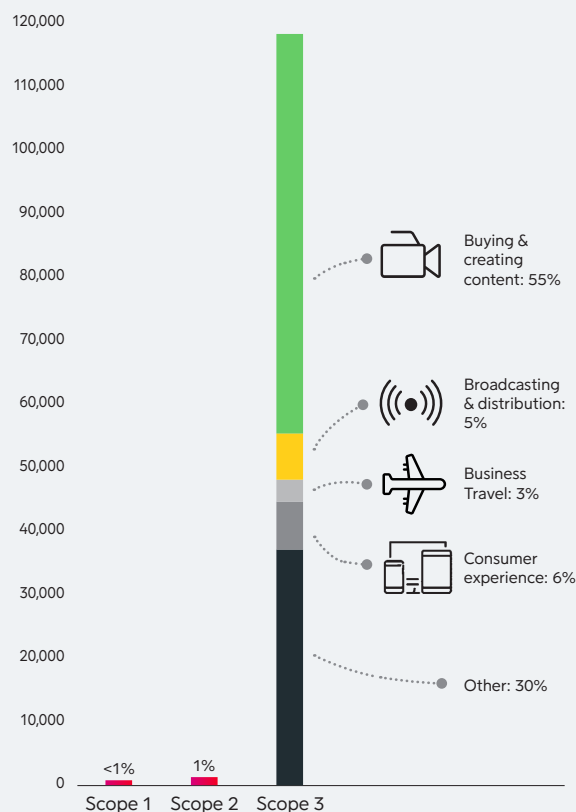 120,000
110,000
100,000
90,000
80,000
70,000
60,000
50,000
40,000
30,000
20,000
10,000
0
Buying &
creating
content: 55%
Broadcasting
& distribution:
5%
Business
Travel: 3%
Consumer
experience: 6%
Other: 30%
<1%
1%
Scope 1
Scope 2
Scope 3